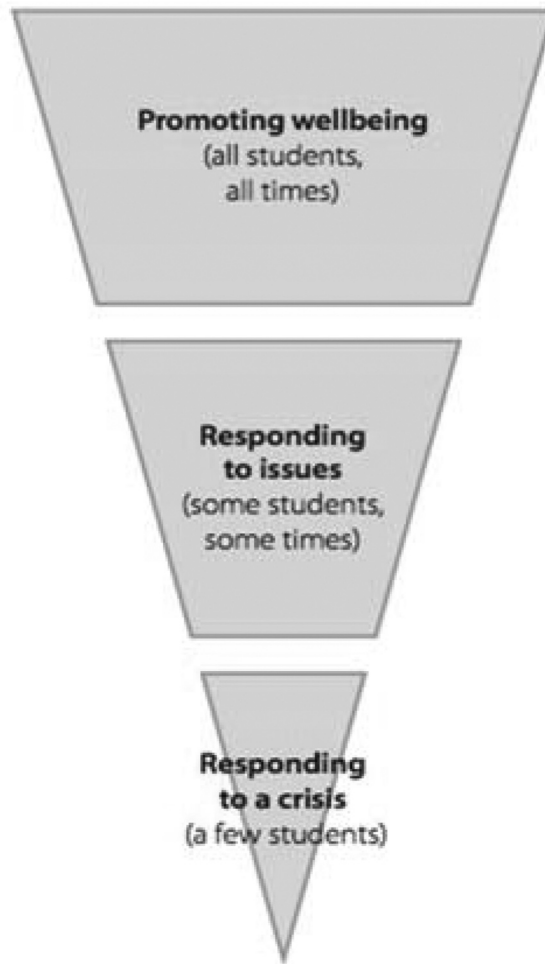 Promoting wellbeing
(all students,
all times)
Responding
to issues
(some students,
some times)
Responding
to a crisis
(a few students)